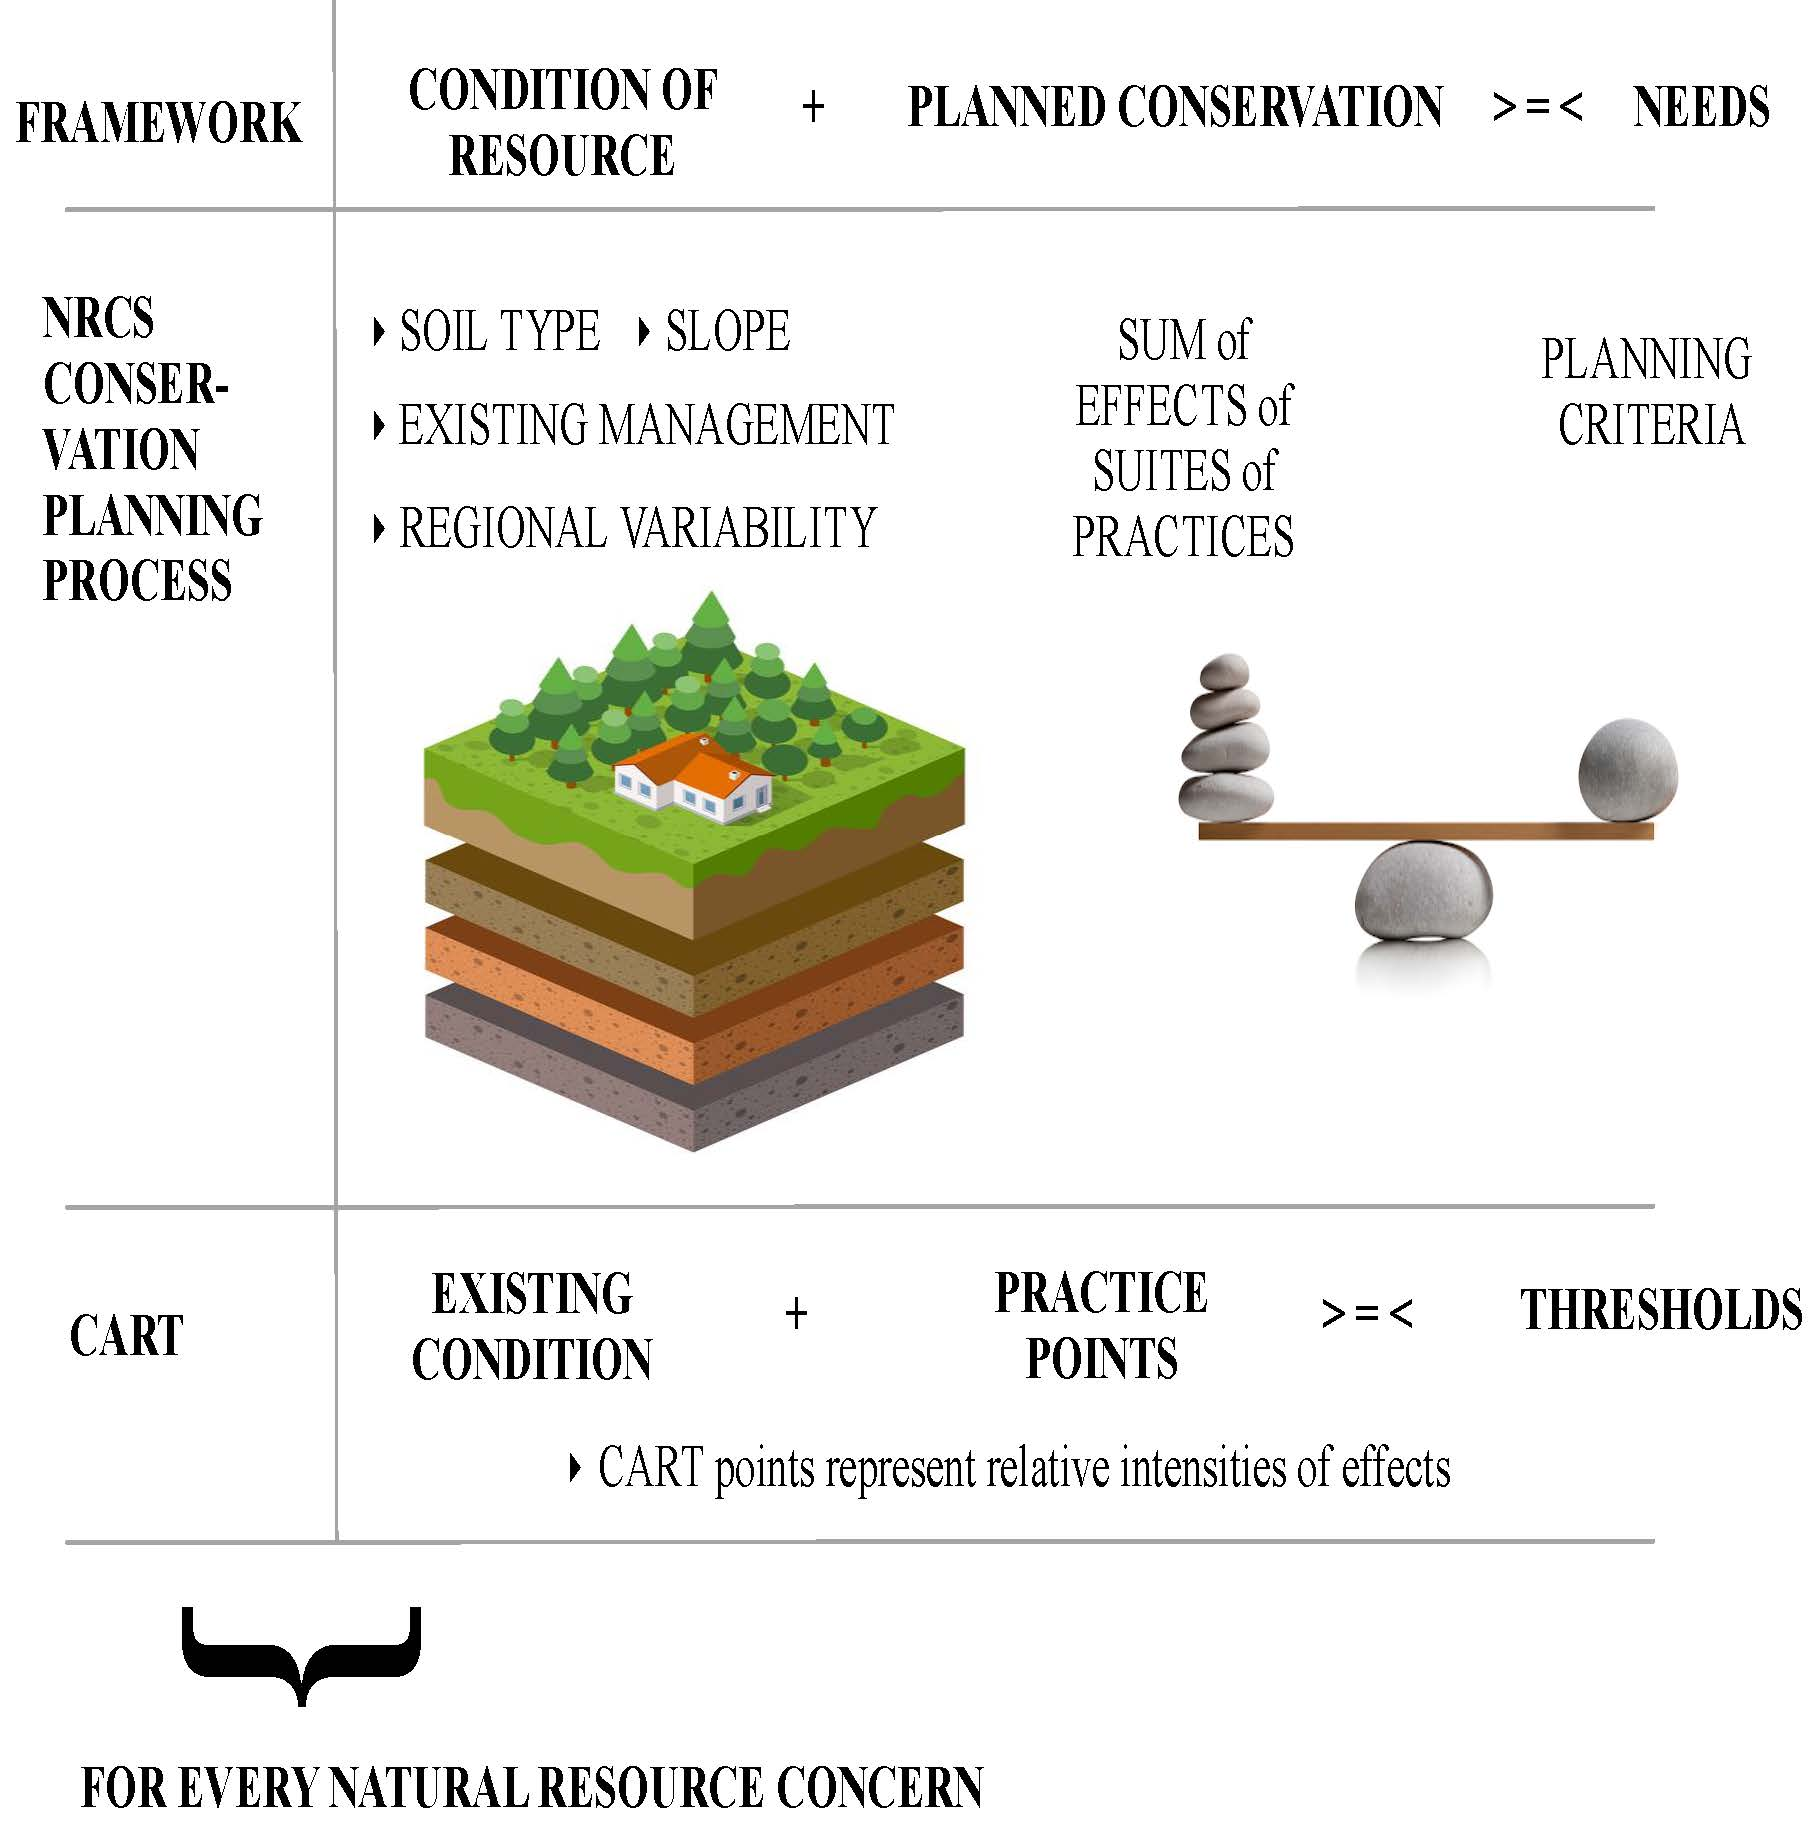 FRAMEWORK
CONDITION OF
RESOURCE
+
PLANNED CONSERVATION
>=<
NEEDS
NRCS
CONSER-
VATION
PLANNING
PROCESS
SOIL TYPE
SLOPE
EXISTING MANAGEMENT
REGIONAL VARIABILITY
SUM of
EFFECTS of
SUITES of
PRACTICES
PLANNING
CRITERIA
CART
EXISTING
CONDITION
+
PRACTICE
POINTS
>=<
THRESHOLDS
CART points represent relative intensities of effects
FOR EVERY NATURAL RESOURCE CONCERN